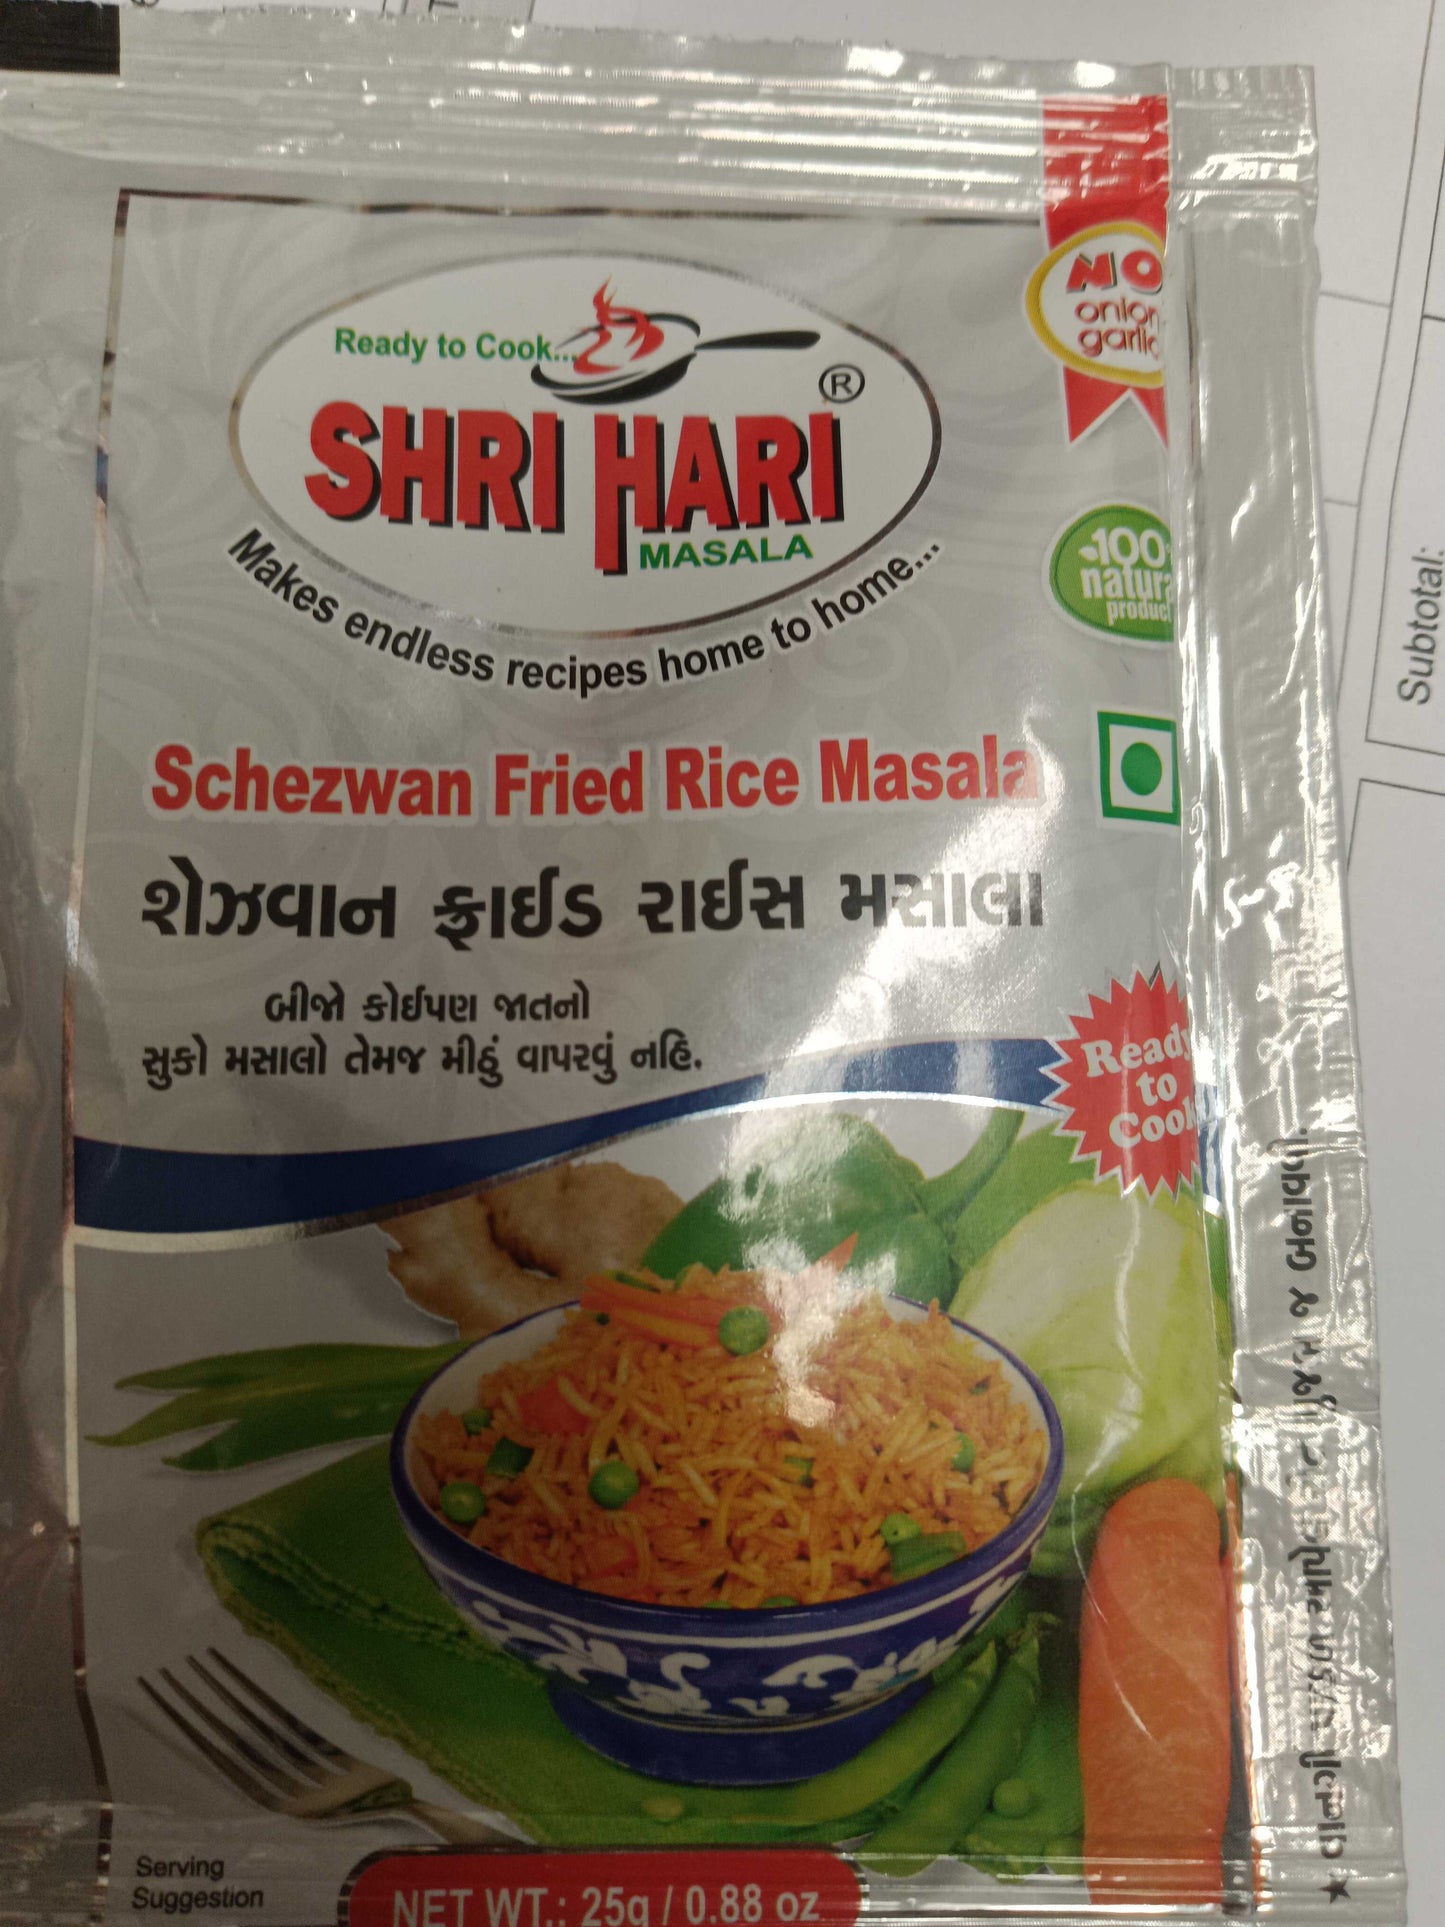 Ready to Cook...
SHRI HARI ®
MASALA
Makes endless recipes home to home...
NO
onion
garlic
100%
natural
product
Schezwan Fried Rice Masala
શેઝવાન ફ્રાઈડ રાઈસ મસાલા
બીજો કોઈપણ જાતનો
સુકો મસાલો તેમજ મીઠું વાપરવું નહિ.
Ready
to
Cook
Serving
Suggestion
NET WT.: 25g / 0.88 oz
Subtotal: